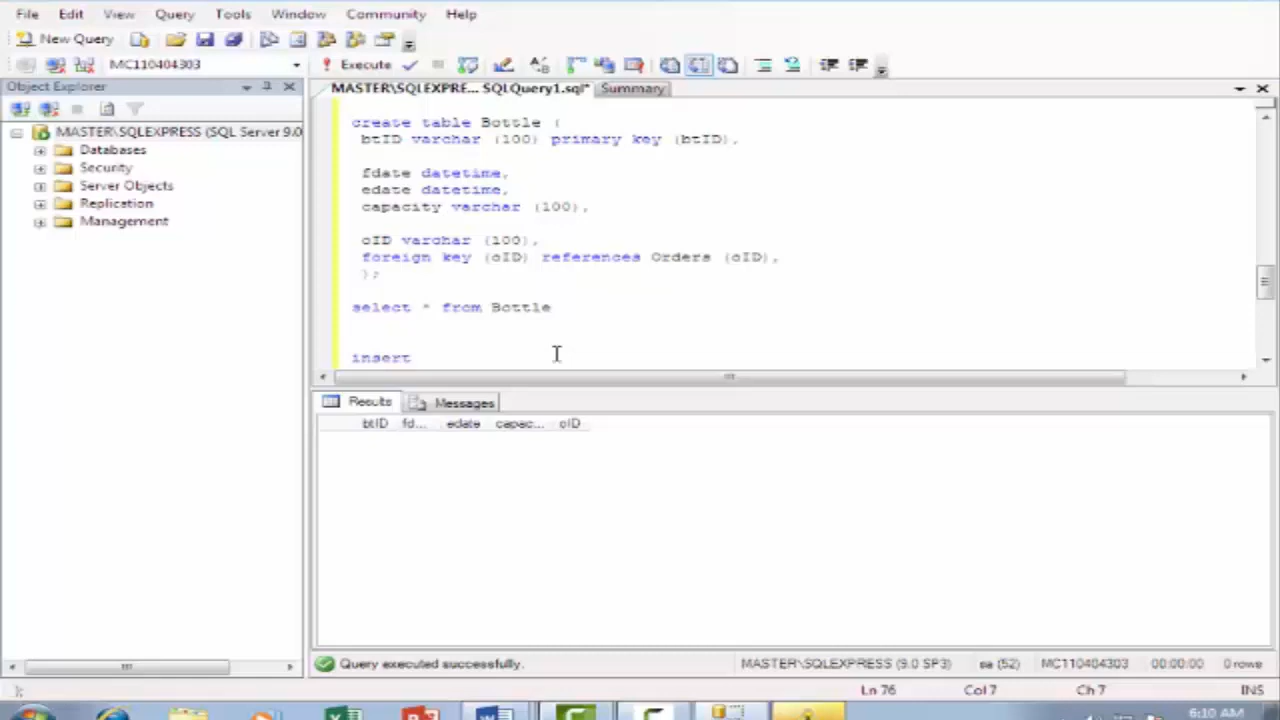 File Edit View Query Tools Window Community Help
New Query
MC110404303 Execute
Object Explorer
MASTER\SQLEXPRE... SQLQuery1.sql* Summary
MASTER\SQLEXPRESS (SQL Server 9.0
Databases
Security
Server Objects
Replication
Management
create table Bottle (
btID varchar (100) primary key (btID),
fdate datetime,
edate datetime,
capacity varchar (100),
oID varchar (100),
foreign key (oID) references Orders (oID),
);
select * from Bottle
insert
Results Messages
btID fd... edate capac... oID
Query executed successfully. MASTER\SQLEXPRESS (9.0 SP3) sa (52) MC110404303 00:00:00 0 rows
Ln 76 Col 7 Ch 7 INS
6:10 AM